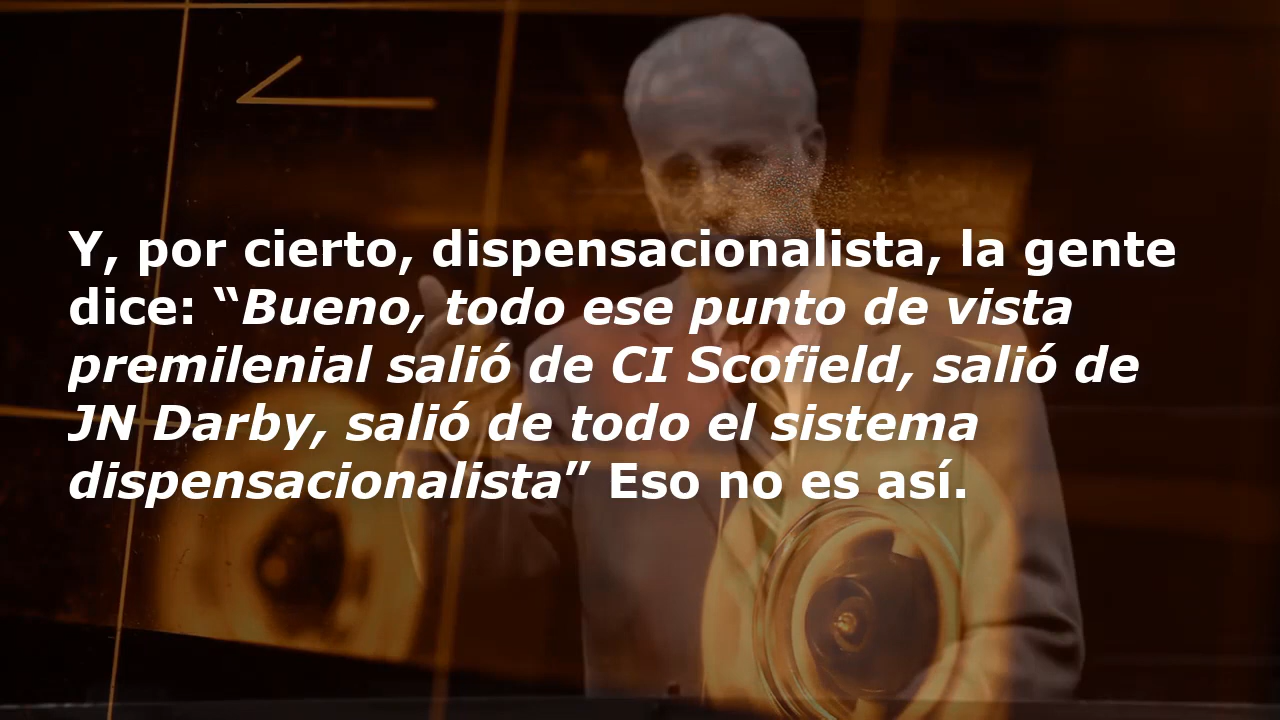 Y, por cierto, dispensacionalista, la gente
dice: “Bueno, todo ese punto de vista
premilenial salió de CI Scofield, salió de
JN Darby, salió de todo el sistema
dispensacionalista” Eso no es así.